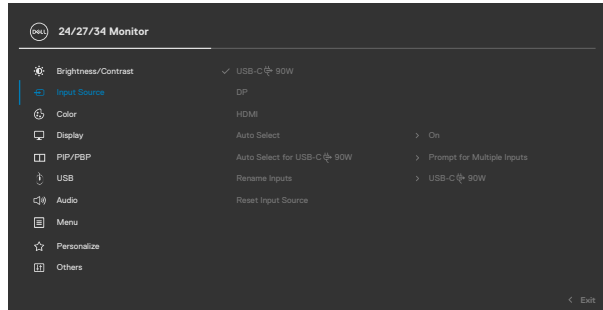 DELL 24/27/34 Monitor
Brightness/Contrast USB-C 90W
Input Source DP
Color HDMI
Display Auto Select > On
PIP/PBP Auto Select for USB-C 90W > Prompt for Multiple Inputs
USB Rename Inputs > USB-C 90W
Audio Reset Input Source
Menu
Personalize
Others
< Exit